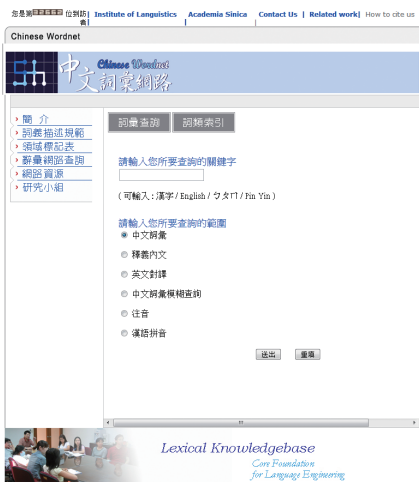 您是第 位到訪者| Institute of Languistics Academia Sinica Contact Us | Related work| How to cite us
Chinese Wordnet
中文詞彙網路 Chinese Wordnet
簡 介
詞義描述規範
領域標記表
辭彙網路查詢
網路資源
研究小組
詞彙查詢 詞類索引
請輸入您所要查詢的關鍵字
( 可輸入 : 漢字 / English / ㄅㄆㄇ / Pin Yin )
請輸入您所要查詢的範圍
中文詞彙
釋義內文
英文對譯
中文詞彙模糊查詢
注音
漢語拼音
送出 重填
Lexical Knowledgebase
Core Foundation
for Language Engineering